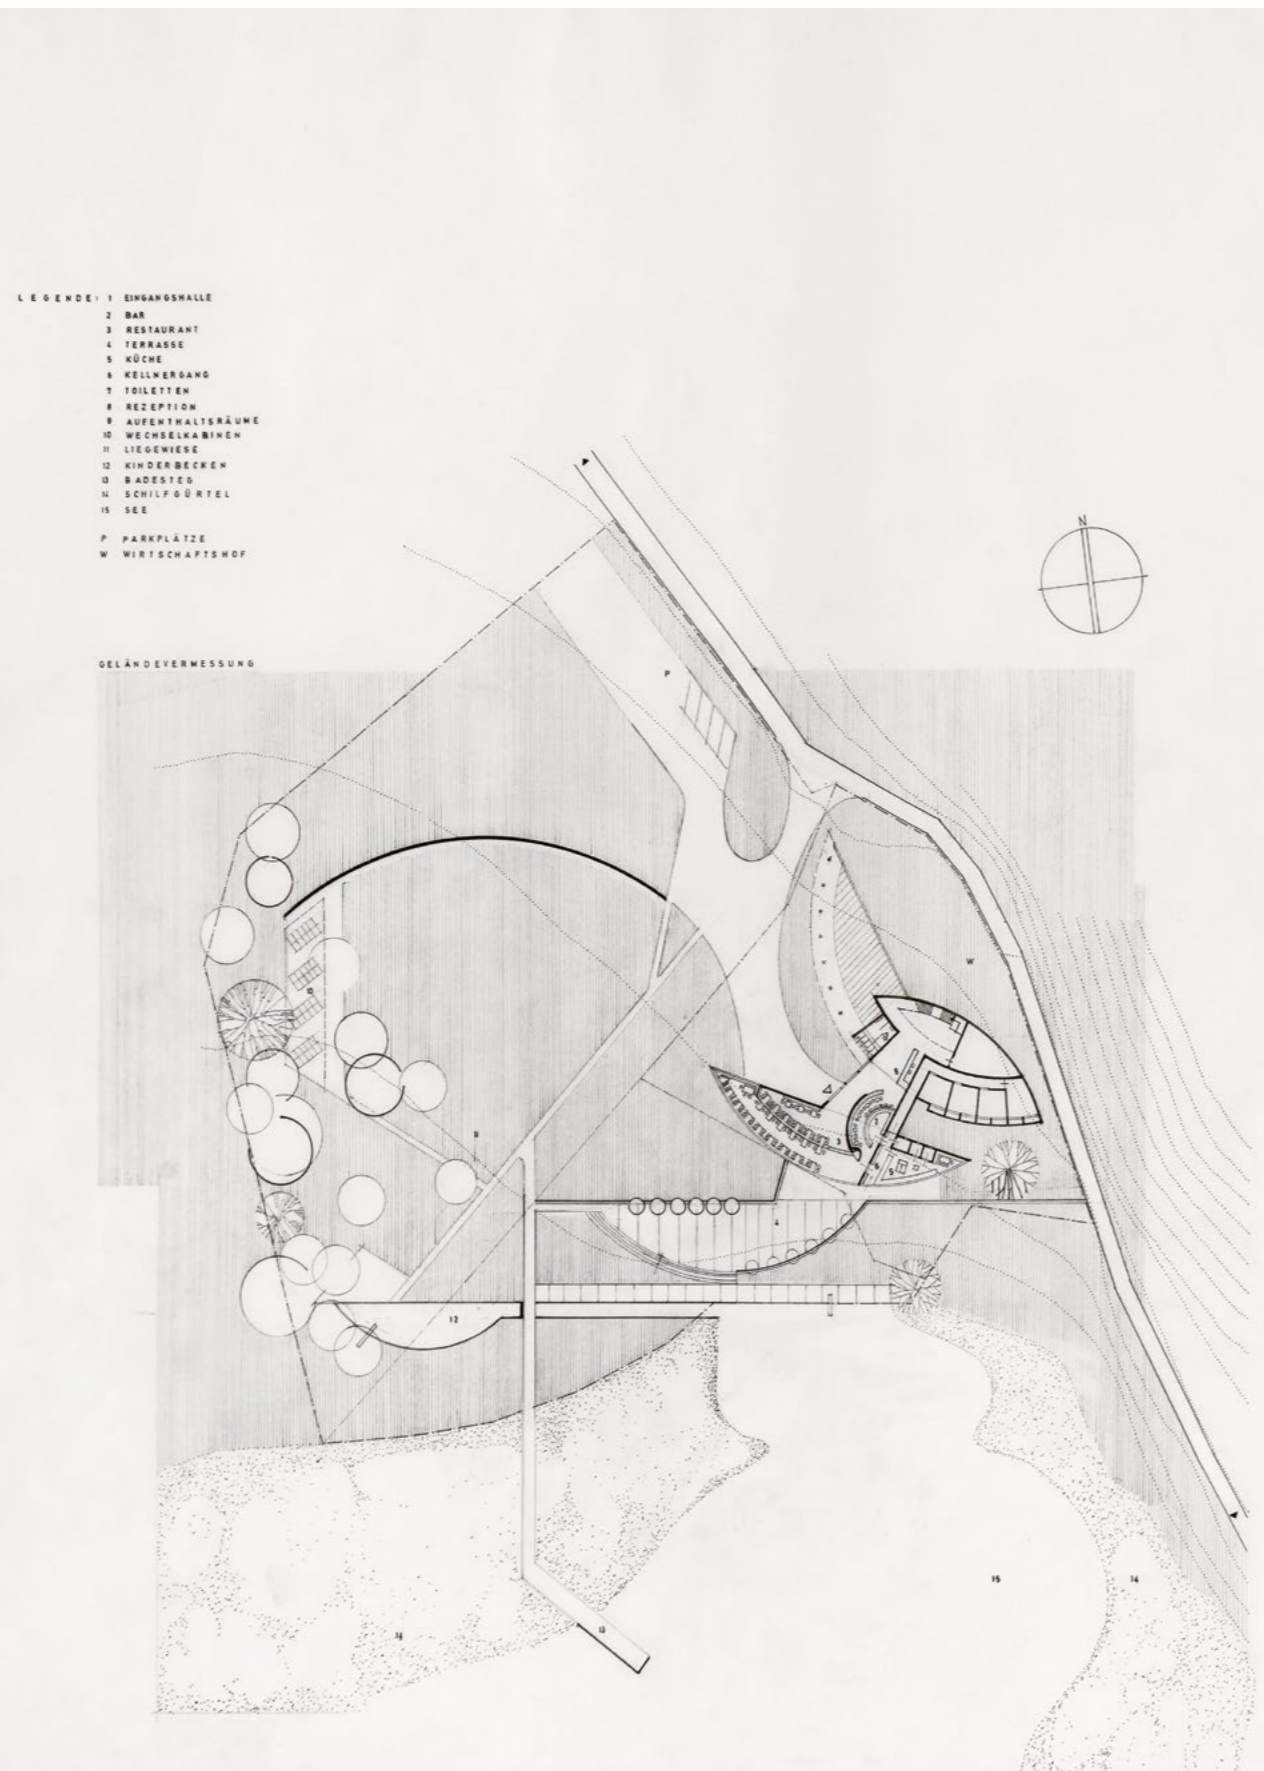 LEGENDE: 1 EINGANGSHALLE
2 BAR
3 RESTAURANT
4 TERRASSE
5 KÜCHE
6 KELLNERGANG
7 TOILETTEN
8 REZEPTION
9 AUFENTHALTSRÄUME
10 WECHSELKABINEN
11 LIEGEWIESE
12 KINDERBECKEN
13 BADESTEG
14 SCHILFGÜRTEL
15 SEE
P PARKPLÄTZE
W WIRTSCHAFTSHOF
N
GELÄNDEVERMESSUNG
P
W
3
5
4
12
15
14
14
13